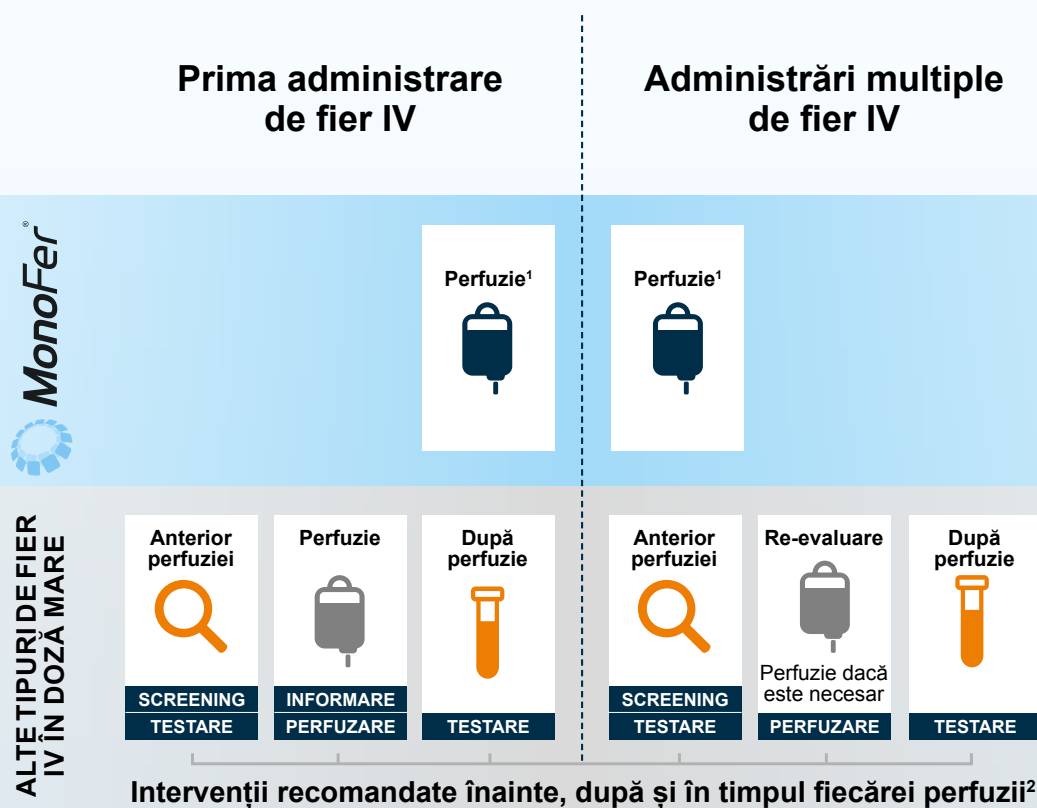 Prima administrare
de fier IV
Administrări multiple
de fier IV
MonoFer®
Perfuzie¹
Perfuzie¹
ALTE TIPURI DE FIER
IV ÎN DOZĂ MARE
Anterior
perfuziei
SCREENING
TESTARE
Perfuzie
INFORMARE
PERFUZARE
După
perfuzie
TESTARE
Anterior
perfuziei
SCREENING
TESTARE
Re-evaluare
Perfuzie dacă
este necesar
PERFUZARE
După
perfuzie
TESTARE
Intervenții recomandate înainte, după și în timpul fiecărei perfuzii²